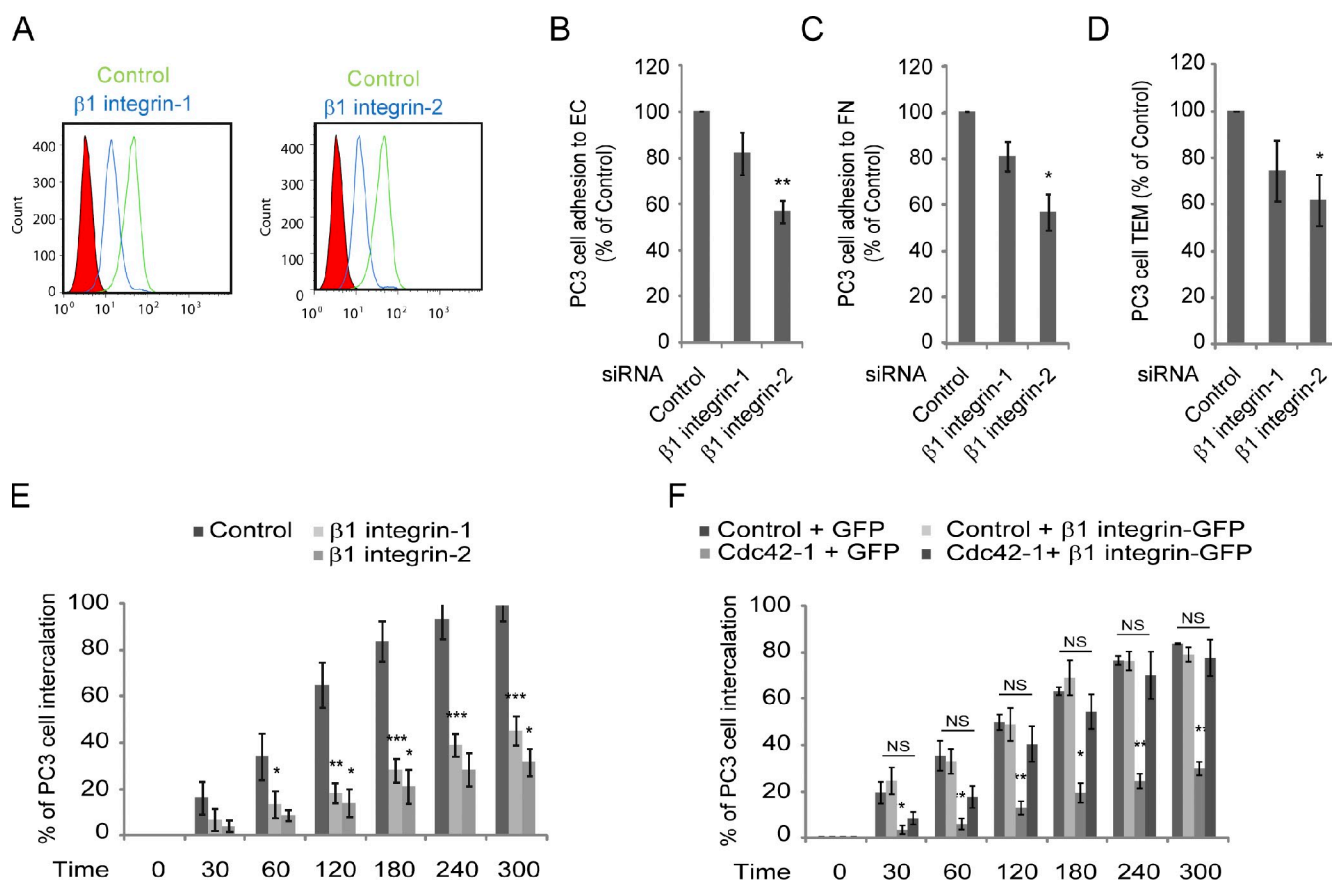 A
Control
β1 integrin-1
400
300
200
100
0
Count
10⁰ 10¹ 10² 10³
Control
β1 integrin-2
400
300
200
100
0
Count
10⁰ 10¹ 10² 10³
B
PC3 cell adhesion to EC
(% of Control)
120
100
80
60
40
20
0
**
siRNA
Control
β1 integrin-1
β1 integrin-2
C
PC3 cell adhesion to FN
(% of Control)
120
100
80
60
40
20
0
*
siRNA
Control
β1 integrin-1
β1 integrin-2
D
PC3 cell TEM (% of Control)
120
100
80
60
40
20
0
*
siRNA
Control
β1 integrin-1
β1 integrin-2
E
Control β1 integrin-1
β1 integrin-2
% of PC3 cell intercalation
100
80
60
40
20
0
* ** * *** * *** *** *
Time 0 30 60 120 180 240 300
F
Control + GFP Control + β1 integrin-GFP
Cdc42-1 + GFP Cdc42-1+ β1 integrin-GFP
% of PC3 cell intercalation
100
80
60
40
20
0
NS NS NS NS NS NS
* ** ** * ** **
Time 0 30 60 120 180 240 300